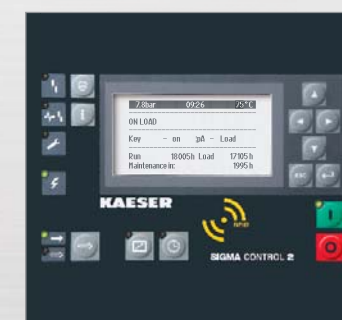 7.8bar 09:26 75°C
ON LOAD
Key - on pA - Load
Run 18005h Load 17105h
Maintenance in: 1995h
esc
KAESER
RFID
SIGMA CONTROL 2
I
O